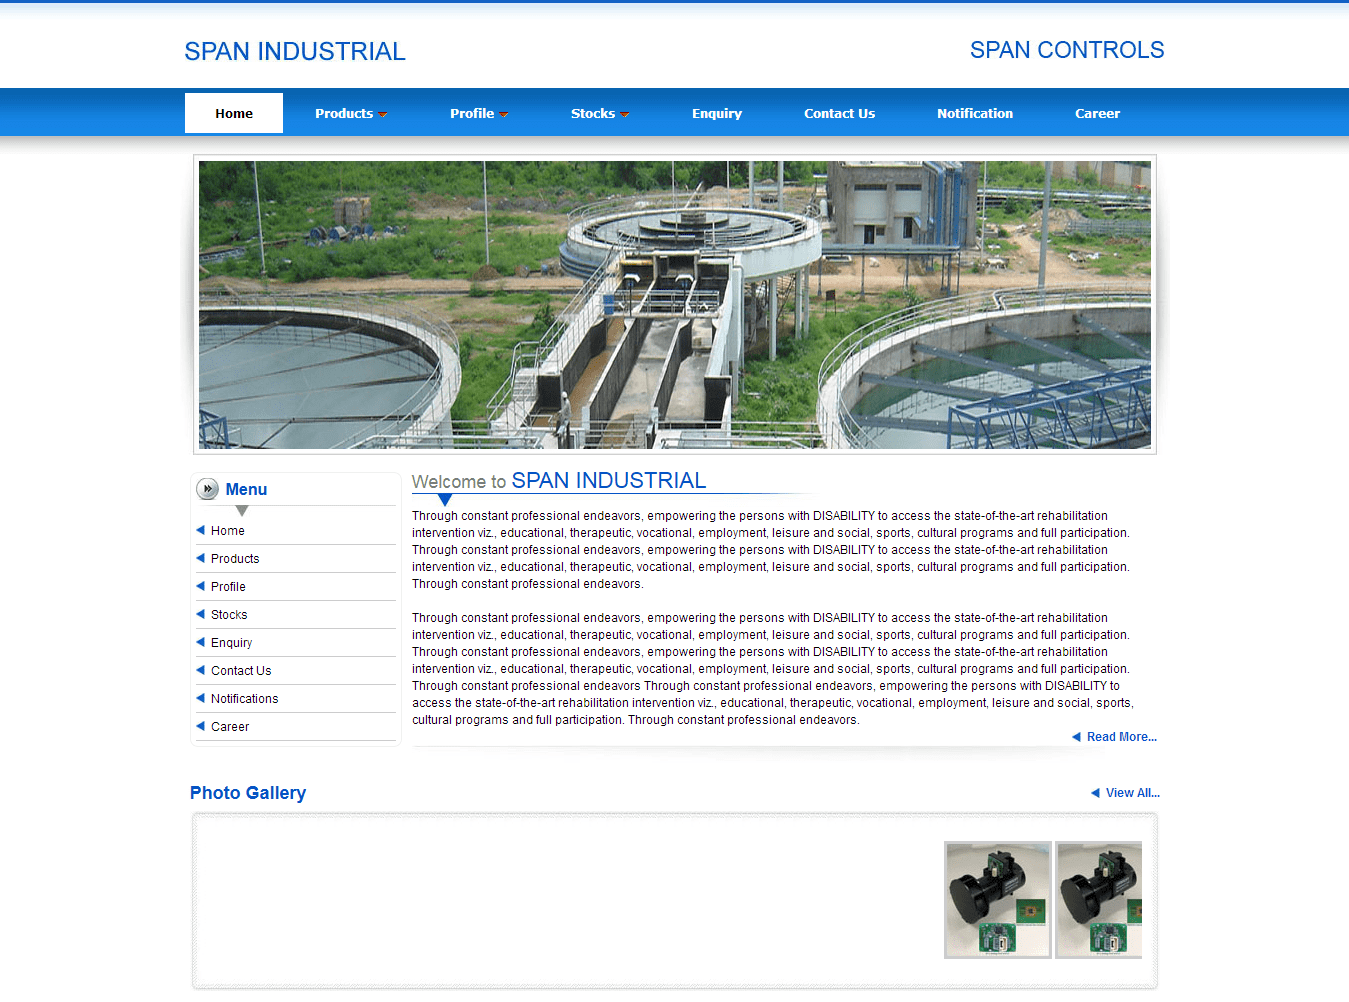 SPAN INDUSTRIAL
SPAN CONTROLS
Home
Products
Profile
Stocks
Enquiry
Contact Us
Notification
Career
Menu
Home
Products
Profile
Stocks
Enquiry
Contact Us
Notifications
Career
Welcome to SPAN INDUSTRIAL
Through constant professional endeavors, empowering the persons with DISABILITY to access the state-of-the-art rehabilitation
intervention viz., educational, therapeutic, vocational, employment, leisure and social, sports, cultural programs and full participation.
Through constant professional endeavors, empowering the persons with DISABILITY to access the state-of-the-art rehabilitation
intervention viz., educational, therapeutic, vocational, employment, leisure and social, sports, cultural programs and full participation.
Through constant professional endeavors.
Through constant professional endeavors, empowering the persons with DISABILITY to access the state-of-the-art rehabilitation
intervention viz., educational, therapeutic, vocational, employment, leisure and social, sports, cultural programs and full participation.
Through constant professional endeavors, empowering the persons with DISABILITY to access the state-of-the-art rehabilitation
intervention viz., educational, therapeutic, vocational, employment, leisure and social, sports, cultural programs and full participation.
Through constant professional endeavors Through constant professional endeavors, empowering the persons with DISABILITY to
access the state-of-the-art rehabilitation intervention viz., educational, therapeutic, vocational, employment, leisure and social, sports,
cultural programs and full participation. Through constant professional endeavors.
Read More...
Photo Gallery
View All...